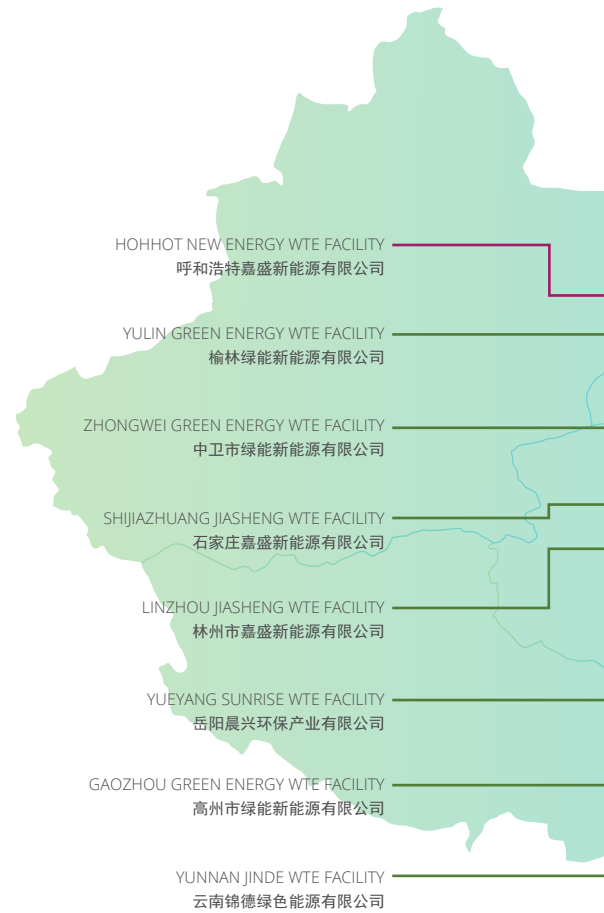 HOHHOT NEW ENERGY WTE FACILITY
呼和浩特嘉盛新能源有限公司
YULIN GREEN ENERGY WTE FACILITY
榆林绿能新能源有限公司
ZHONGWEI GREEN ENERGY WTE FACILITY
中卫市绿能新能源有限公司
SHIJIAZHUANG JIASHENG WTE FACILITY
石家庄嘉盛新能源有限公司
LINZHOU JIASHENG WTE FACILITY
林州市嘉盛新能源有限公司
YUEYANG SUNRISE WTE FACILITY
岳阳晨兴环保产业有限公司
GAOZHOU GREEN ENERGY WTE FACILITY
高州市绿能新能源有限公司
YUNNAN JINDE WTE FACILITY
云南锦德绿色能源有限公司